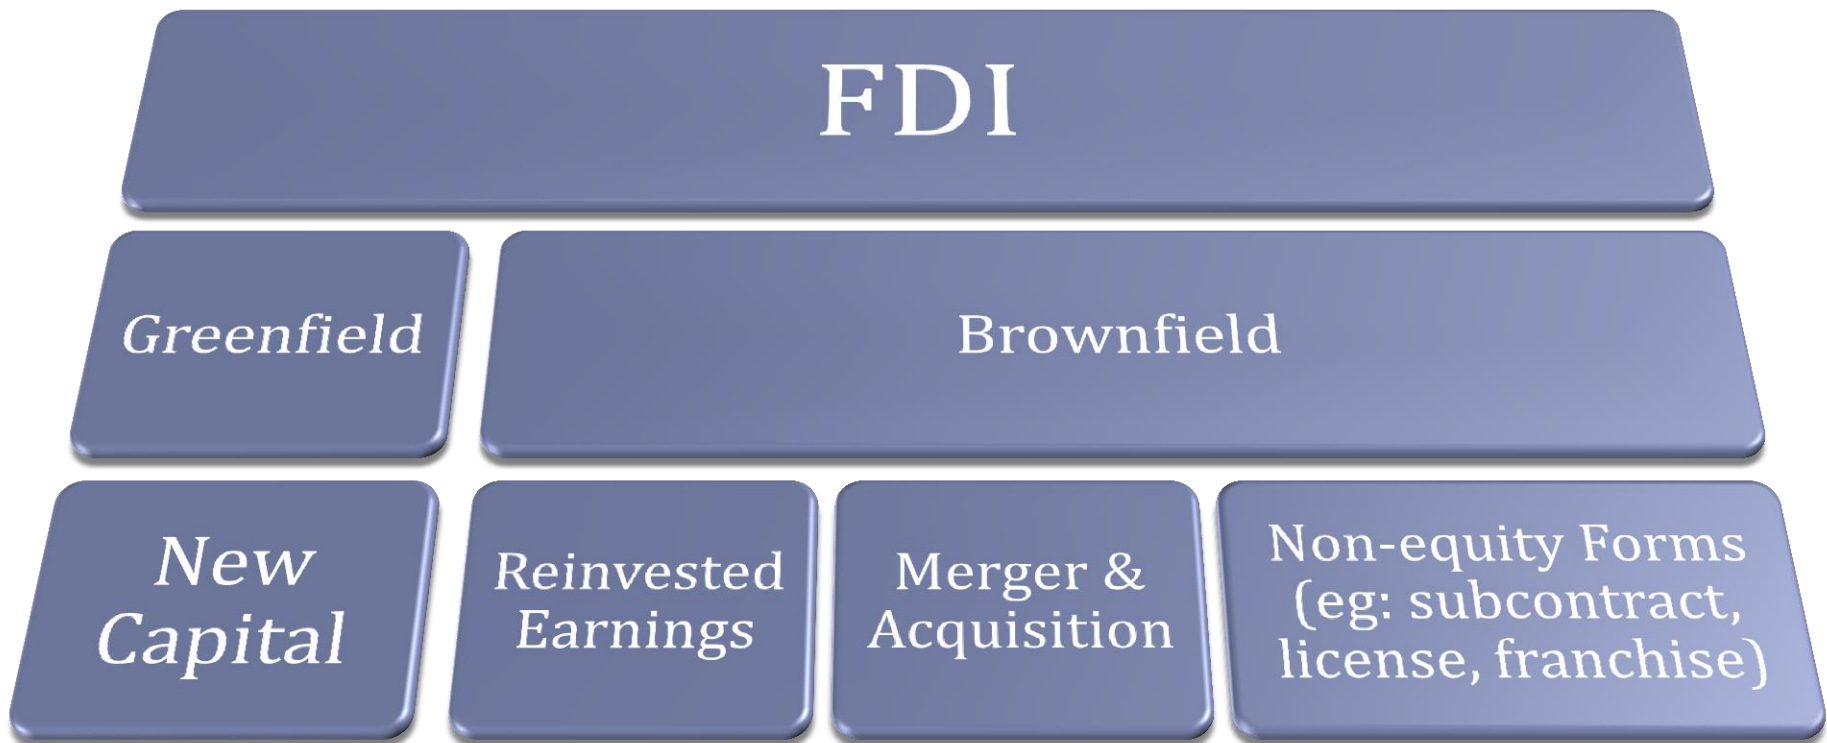 FDI
Greenfield
Brownfield
New
Capital
Reinvested
Earnings
Merger &
Acquisition
Non-equity Forms
(eg: subcontract,
license, franchise)